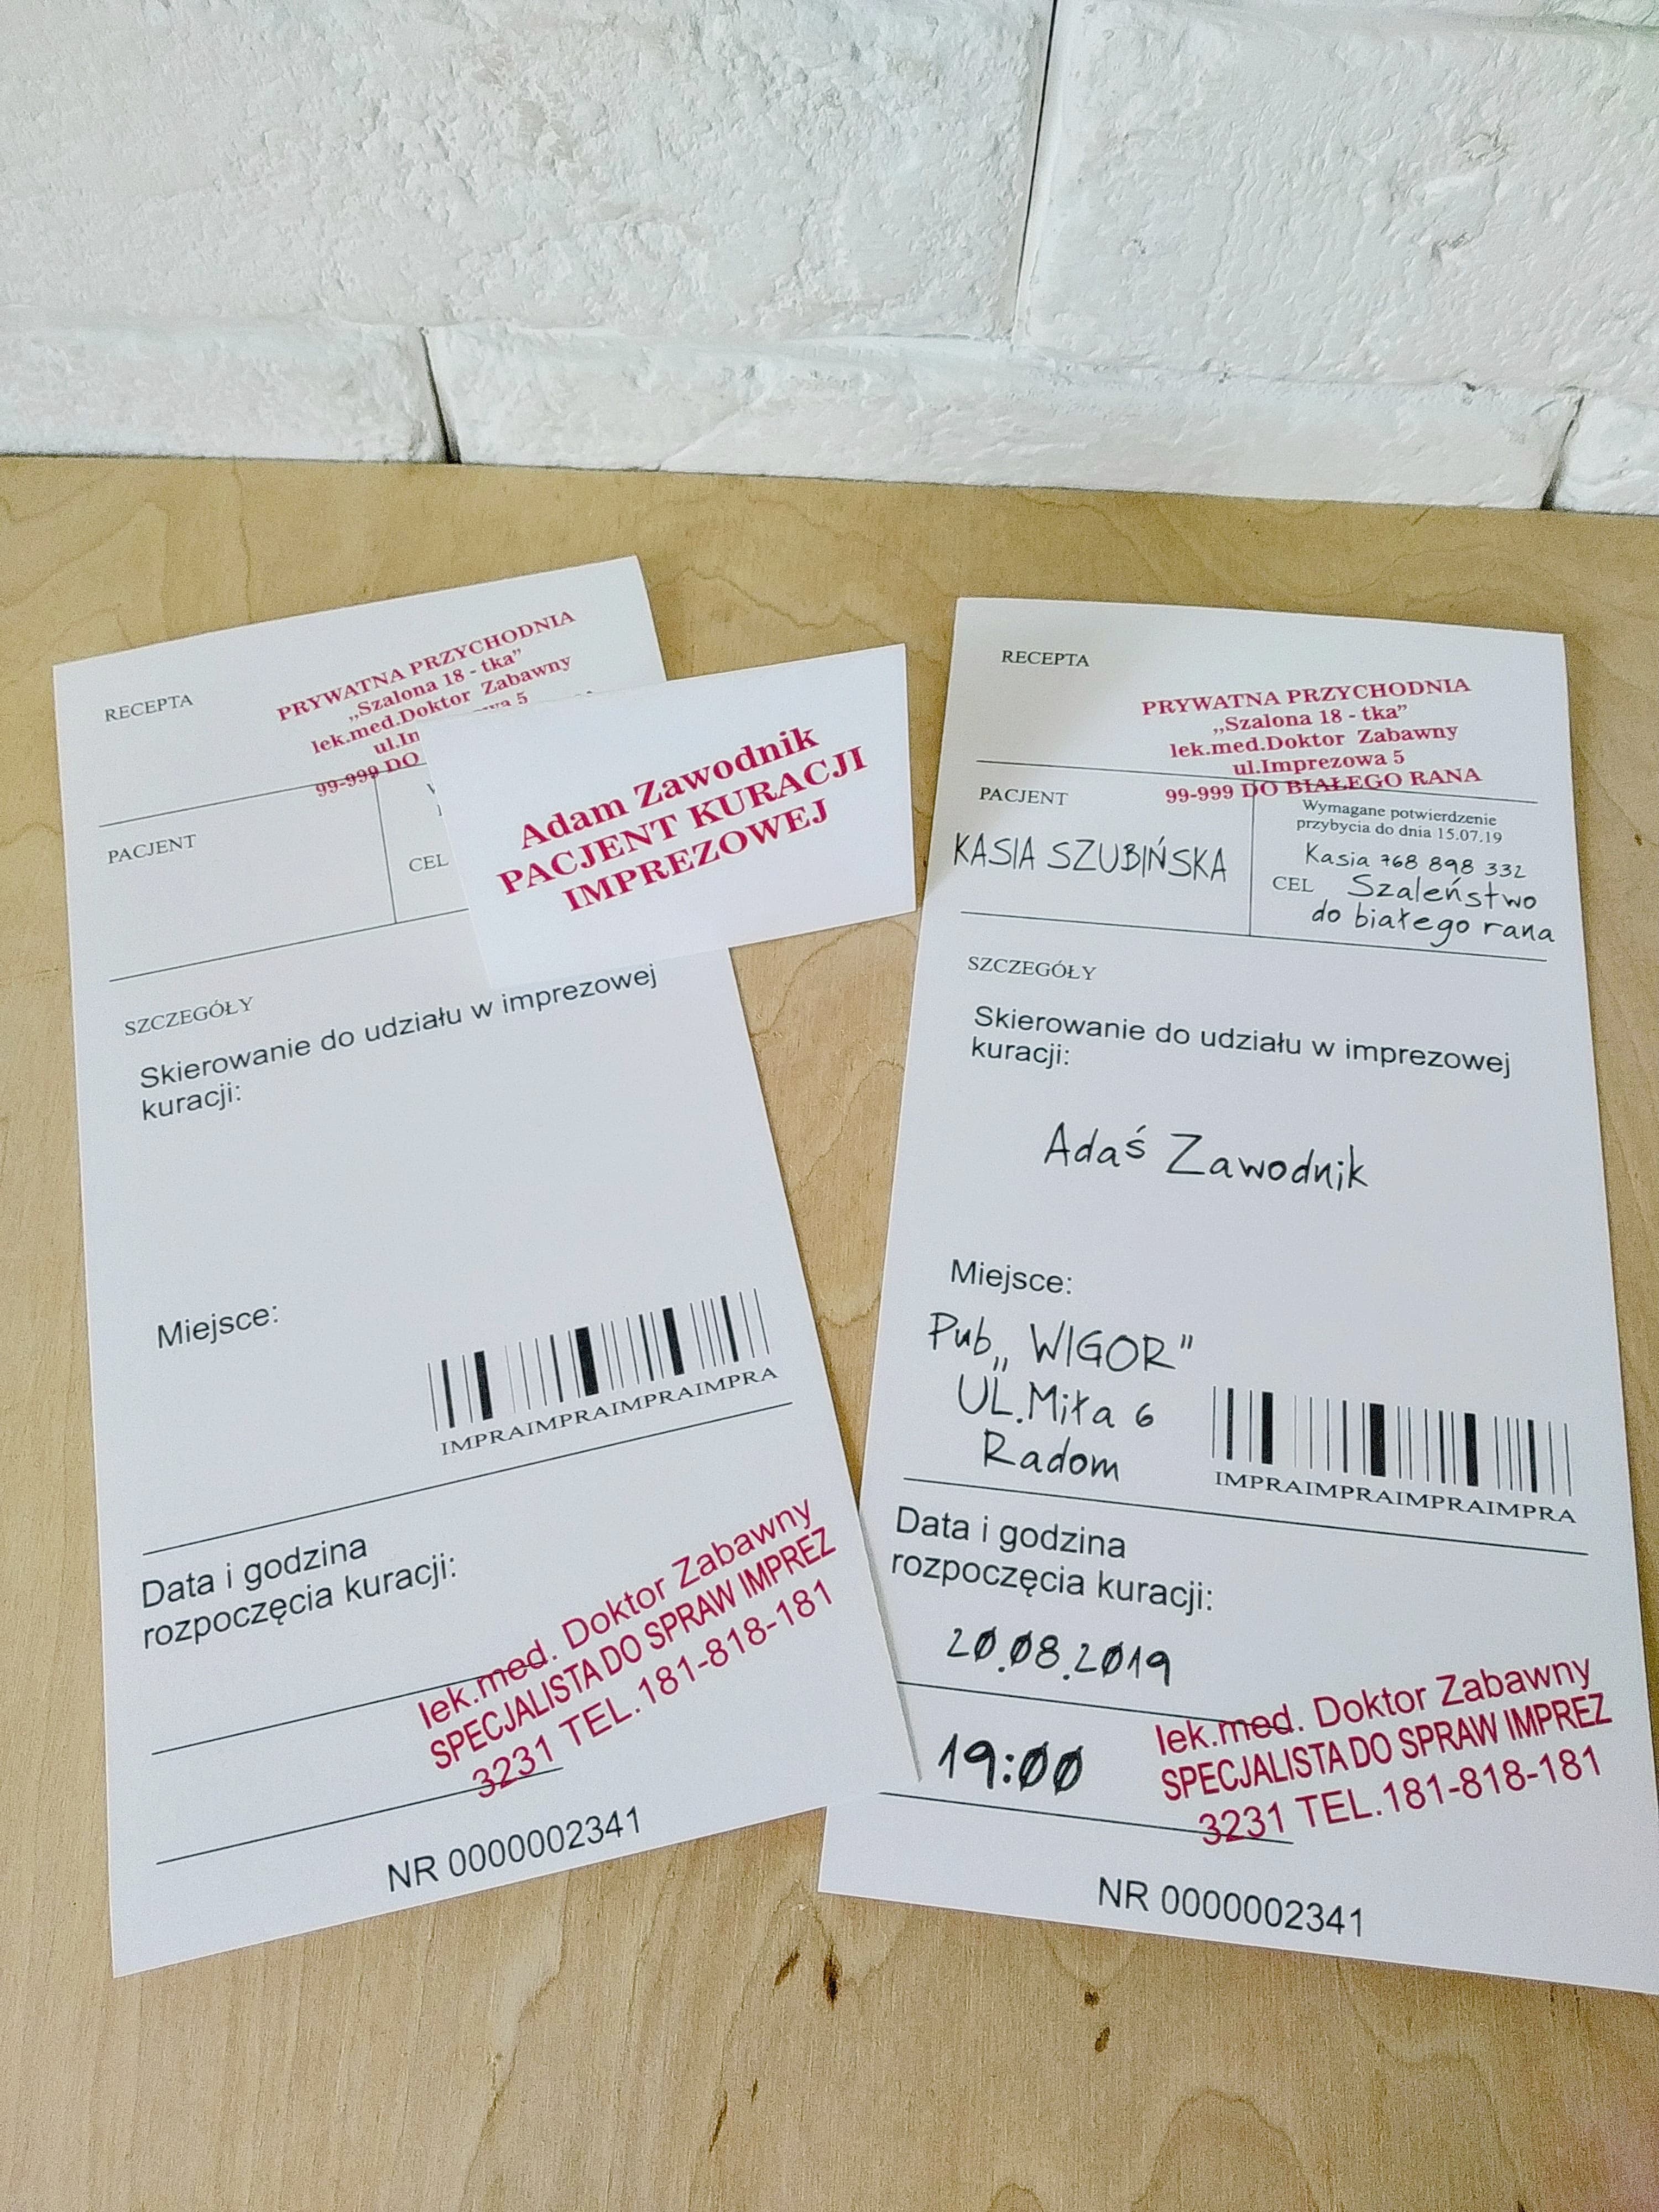 RECEPTA
PRYWATNA PRZYCHODNIA
„Szalona 18 - tka”
lek.med.Doktor Zabawny
5
99-999 DO
PACJENT
CEL
Adam Zawodnik
PACJENT KURACJI
IMPREZOWEJ
SZCZEGÓŁY
Skierowanie do udziału w imprezowej
kuracji:
Miejsce:
IMPRAIMPRAIMPRAIMPRA
Data i godzina
rozpoczęcia kuracji:
lek.med. Doktor Zabawny
SPECJALISTA DO SPRAW IMPREZ
3231 TEL.181-818-181
NR 0000002341
RECEPTA
PRYWATNA PRZYCHODNIA
„Szalona 18 - tka”
lek.med.Doktor Zabawny
ul.Imprezowa 5
99-999 DO BIAŁEGO RANA
PACJENT
KASIA SZUBIŃSKA
Wymagane potwierdzenie
przybycia do dnia 15.07.19
Kasia 768 898 332
CEL Szaleństwo
do białego rana
SZCZEGÓŁY
Skierowanie do udziału w imprezowej
kuracji:
Adaś Zawodnik
Miejsce:
Pub „WIGOR”
UL.Miła 6
Radom
IMPRAIMPRAIMPRAIMPRA
Data i godzina
rozpoczęcia kuracji:
20.08.2019
19:00
lek.med. Doktor Zabawny
SPECJALISTA DO SPRAW IMPREZ
3231 TEL.181-818-181
NR 0000002341